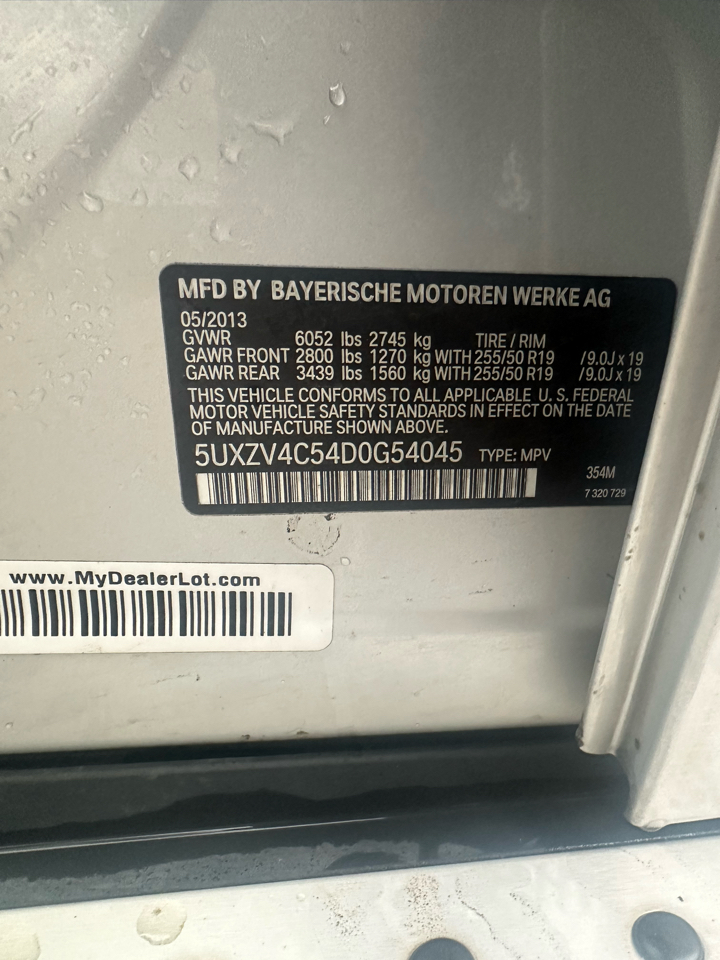 MFD BY BAYERISCHE MOTOREN WERKE AG
05/2013
GVWR 6052 lbs 2745 kg TIRE / RIM
GAWR FRONT 2800 lbs 1270 kg WITH 255/50 R19 /9.0J x 19
GAWR REAR 3439 lbs 1560 kg WITH 255/50 R19 /9.0J x 19
THIS VEHICLE CONFORMS TO ALL APPLICABLE U. S. FEDERAL
MOTOR VEHICLE SAFETY STANDARDS IN EFFECT ON THE DATE
OF MANUFACTURE SHOWN ABOVE.
5UXZV4C54D0G54045 TYPE: MPV
354M
7 320 729
www.MyDealerLot.com